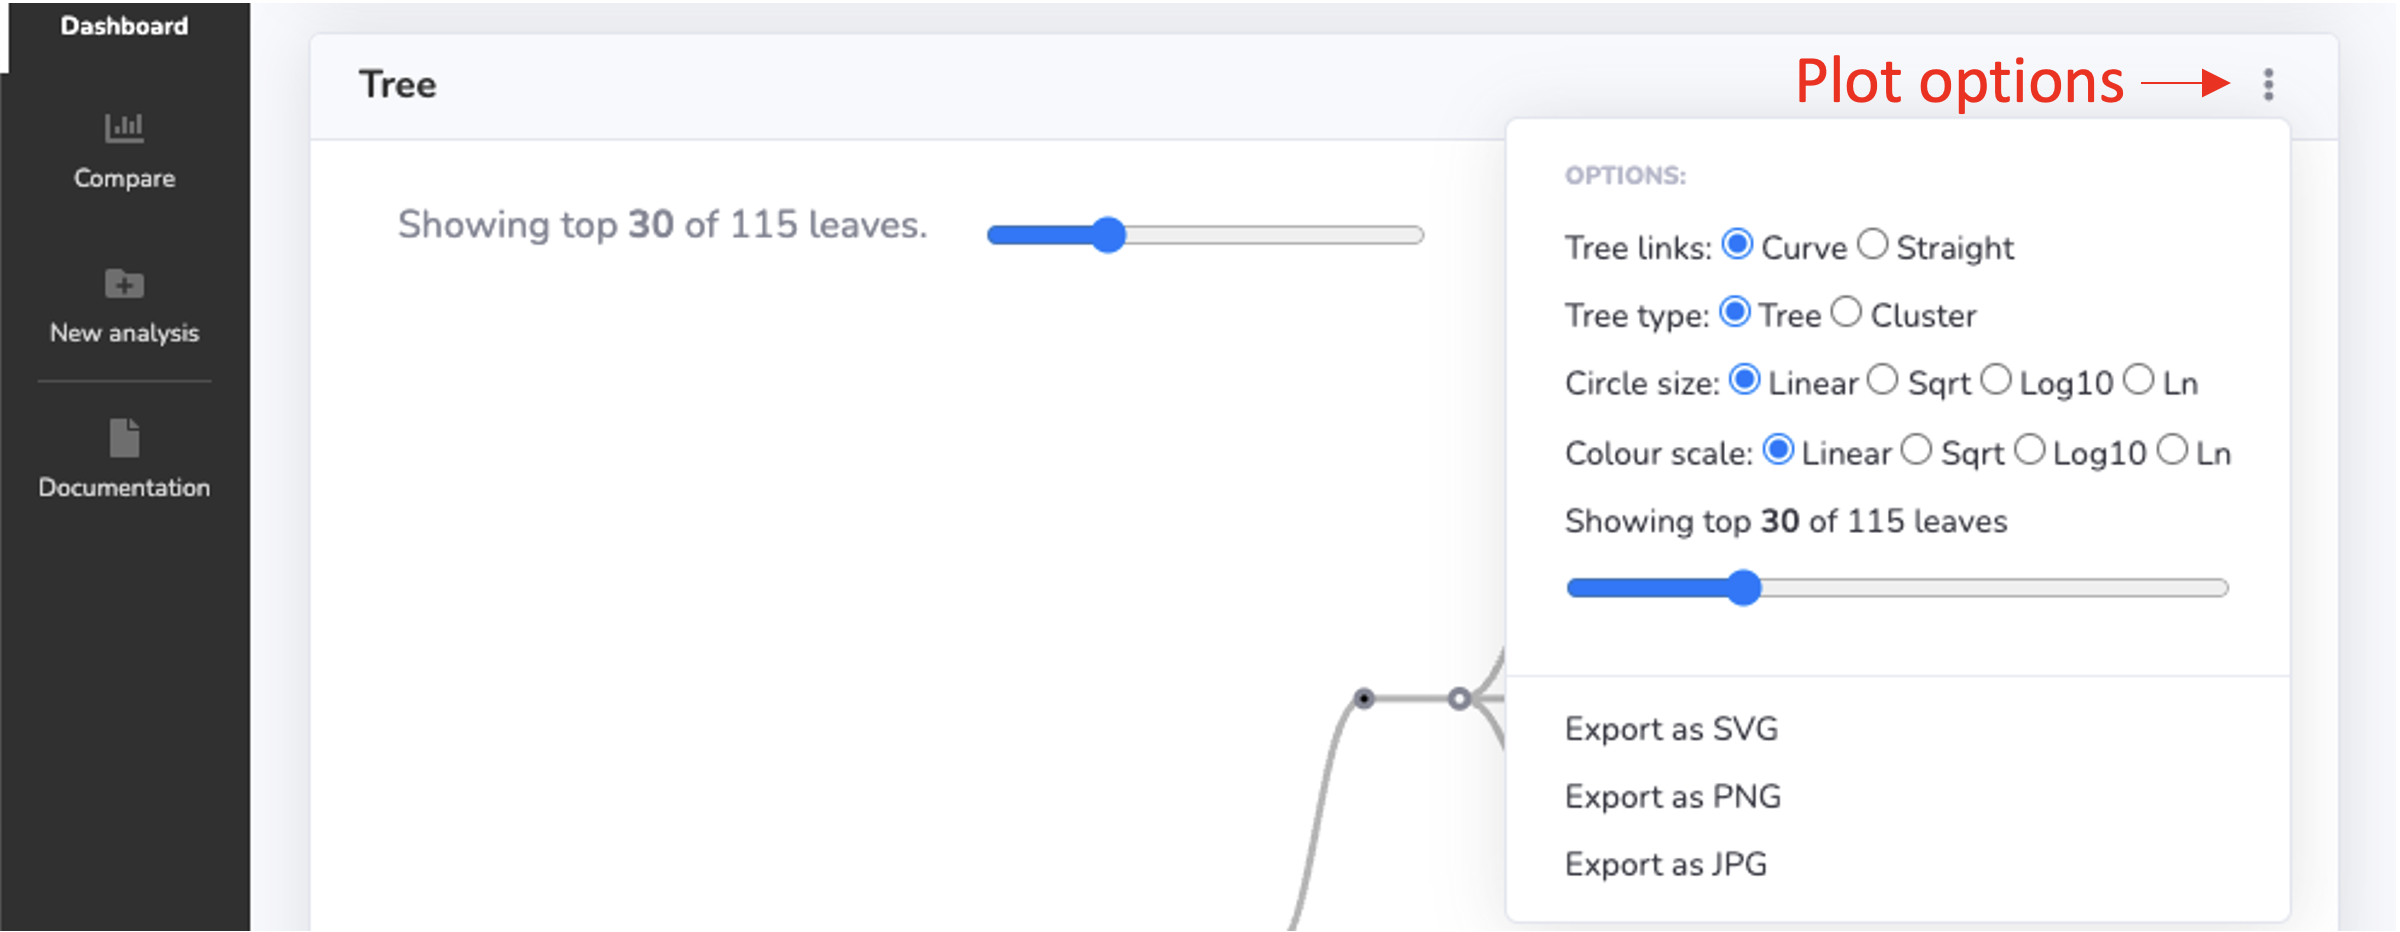 Dashboard
Compare
New analysis
Documentation
Tree
Plot options
Showing top 30 of 115 leaves.
OPTIONS:
Tree links: Curve Straight
Tree type: Tree Cluster
Circle size: Linear Sqrt Log10 Ln
Colour scale: Linear Sqrt Log10 Ln
Showing top 30 of 115 leaves
Export as SVG
Export as PNG
Export as JPG